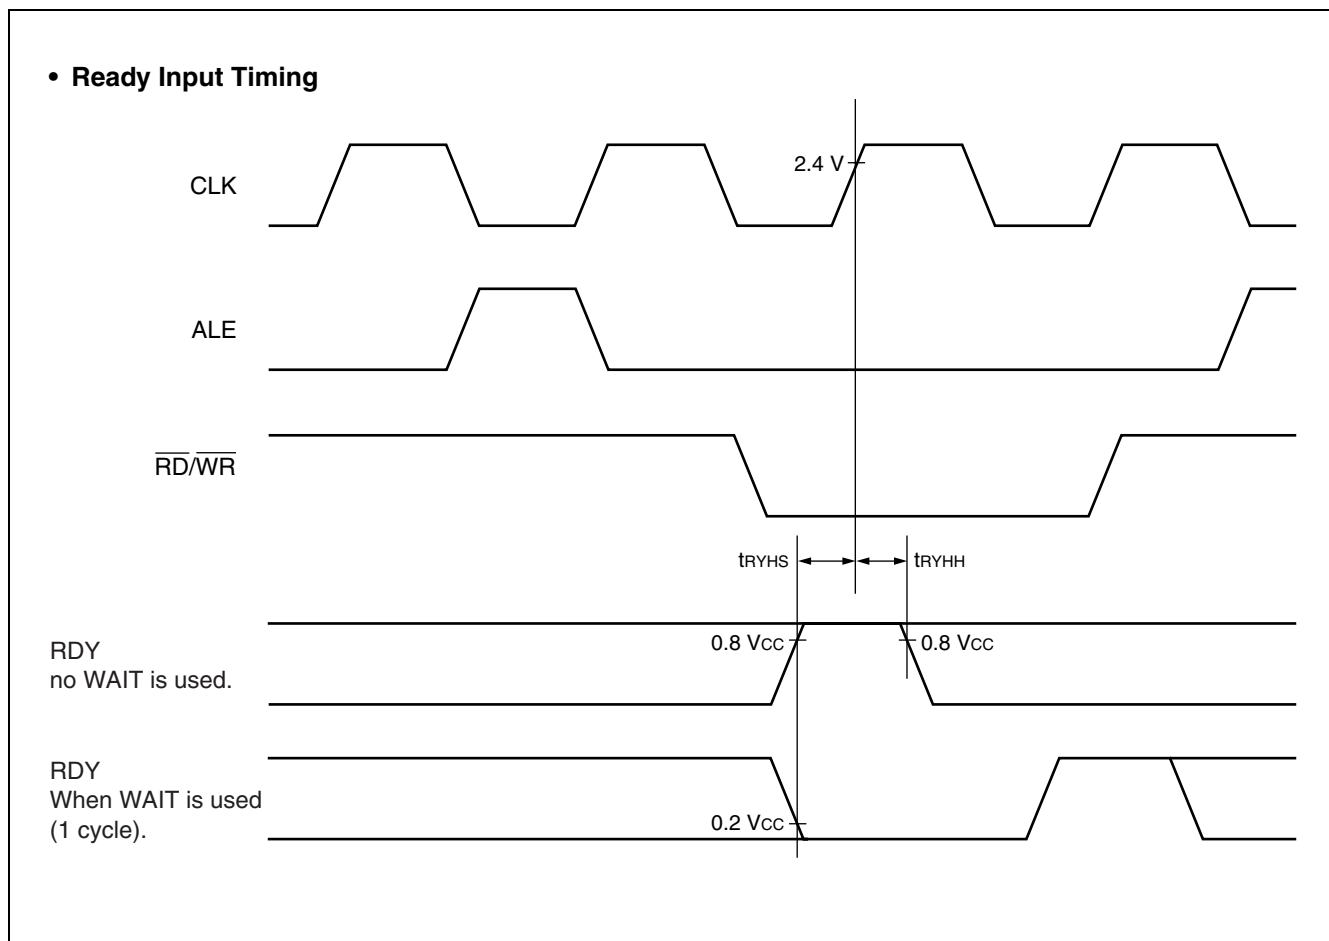 • Ready Input Timing
2.4 V
CLK
ALE
RD/WR
tRYHS
tRYHH
RDY
no WAIT is used.
0.8 VCC
0.8 VCC
RDY
When WAIT is used
(1 cycle).
0.2 VCC